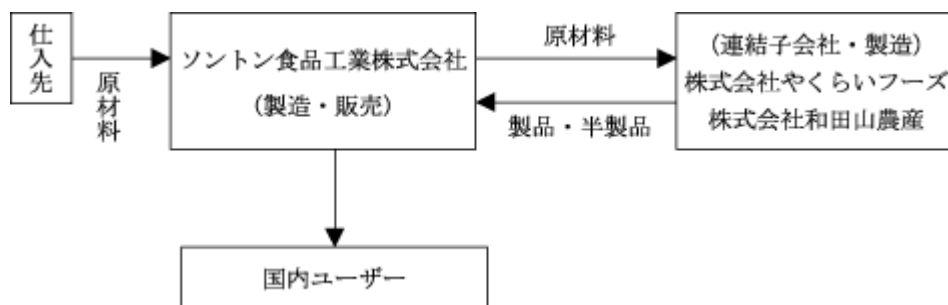 仕入先
原材料
ソントン食品工業株式会社
(製造・販売)
原材料
製品・半製品
(連結子会社・製造)
株式会社やくらいフーズ
株式会社和田山農産
国内ユーザー